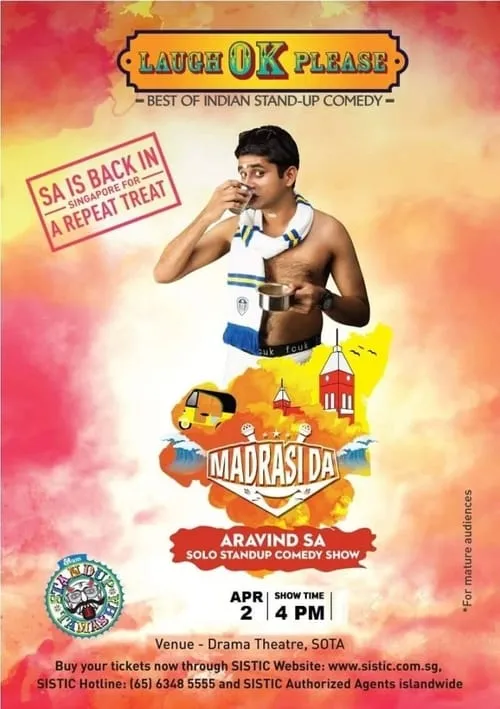 LAUGH OK PLEASE
BEST OF INDIAN STAND-UP COMEDY
SA IS BACK IN
SINGAPORE FOR
A REPEAT TREAT
fcuk
MADRASI DA
ARAVIND SA
SOLO STANDUP COMEDY SHOW
STANDUP
TAMASHA
APR
2
SHOW TIME
4 PM
*For mature audiences
Venue - Drama Theatre, SOTA
Buy your tickets now through SISTIC Website: www.sistic.com.sg,
SISTIC Hotline: (65) 6348 5555 and SISTIC Authorized Agents islandwide